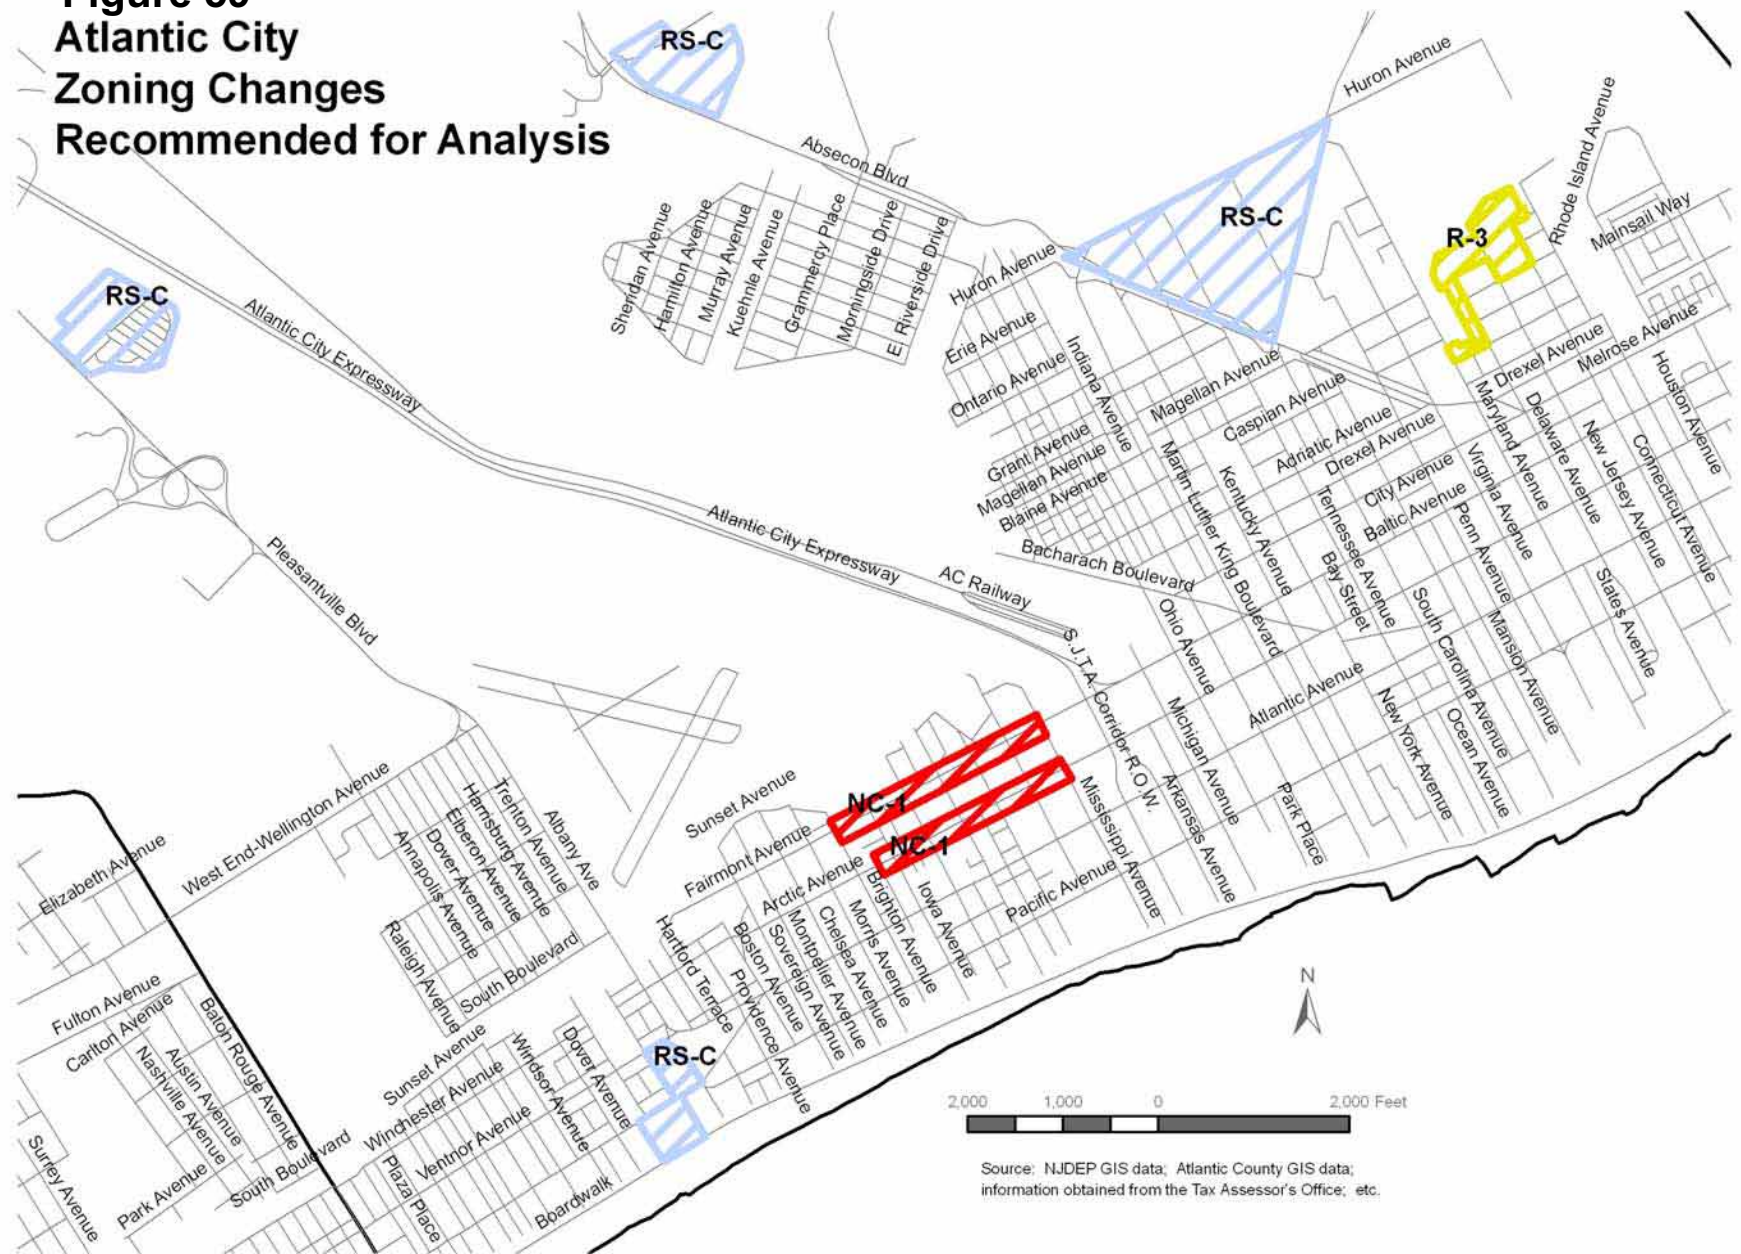 Atlantic City
Zoning Changes
Recommended for Analysis
RS-C
Huron Avenue
Rhode Island Avenue
Absecon Blvd
RS-C
R-3
Mainsail Way
Sheridan Avenue
Hamilton Avenue
Murray Avenue
Kuehnle Avenue
Grammercy Place
Morningside Drive
E. Riverside Drive
Huron Avenue
RS-C
Atlantic City Expressway
Erie Avenue
Ontario Avenue
Indiana Avenue
Magellan Avenue
Caspian Avenue
Adriatic Avenue
Drexel Avenue
Drexel Avenue
Melrose Avenue
Houston Avenue
Grant Avenue
Magellan Avenue
Blaine Avenue
Martin Luther King Boulevard
Kentucky Avenue
Tennessee Avenue
City Avenue
Baltic Avenue
Bay Street
Virginia Avenue
Penn Avenue
Maryland Avenue
Delaware Avenue
New Jersey Avenue
Connecticut Avenue
Atlantic City Expressway
AC Railway
Bacharach Boulevard
Pleasantville Blvd
S.J.T.A. Corridor R.O.W.
Ohio Avenue
Michigan Avenue
Atlantic Avenue
South Carolina Avenue
Mansion Avenue
States Avenue
New York Avenue
Ocean Avenue
Park Place
Arkansas Avenue
Mississippi Avenue
NC-1
NC-1
Sunset Avenue
Fairmont Avenue
Arctic Avenue
Pacific Avenue
Iowa Avenue
Brighton Avenue
Morris Avenue
Chelsea Avenue
Montpelier Avenue
Sovereign Avenue
Boston Avenue
Providence Avenue
Hartford Terrace
West End-Wellington Avenue
Albany Ave
Trenton Avenue
Harrisburg Avenue
Elberon Avenue
Dover Avenue
Annapolis Avenue
Raleigh Avenue
South Boulevard
Elizabeth Avenue
Fulton Avenue
Carlton Avenue
Baton Rouge Avenue
Austin Avenue
Nashville Avenue
Surrey Avenue
Park Avenue
South Boulevard
Sunset Avenue
Winchester Avenue
Ventnor Avenue
Windsor Avenue
Dover Avenue
Plaza Place
Boardwalk
RS-C
N
2,000 1,000 0 2,000 Feet
Source: NJDEP GIS data; Atlantic County GIS data;
information obtained from the Tax Assessor's Office; etc.